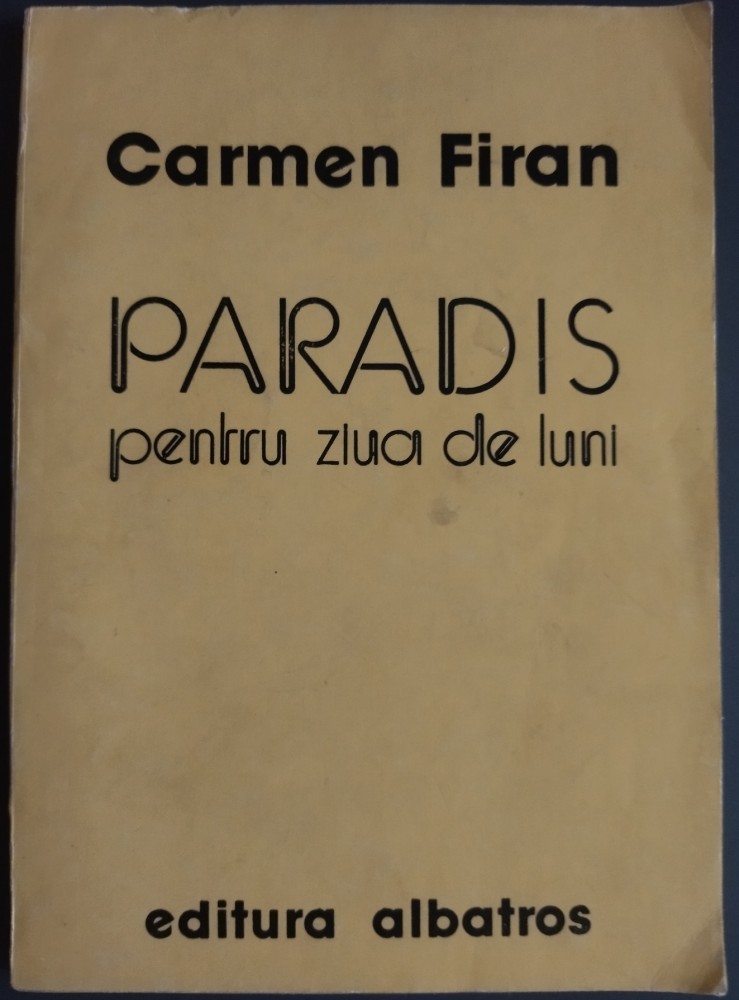 Carmen Firan
PARADIS
pentru ziua de luni
editura albatros